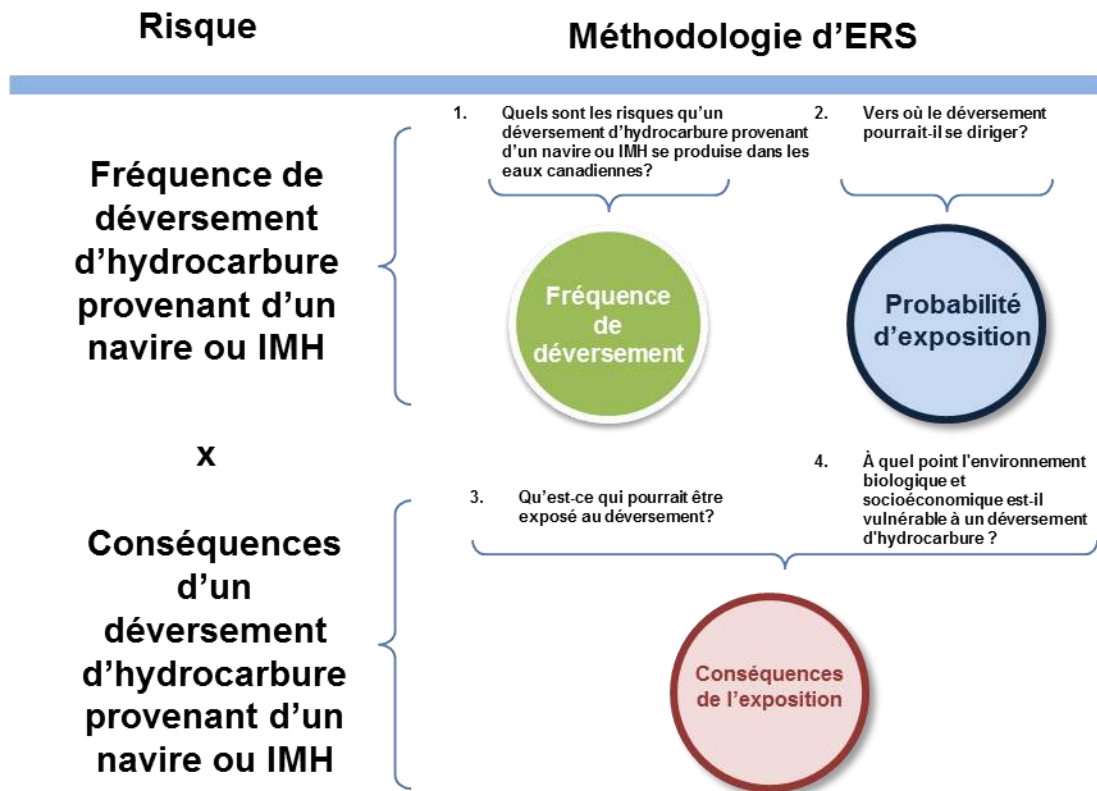 Risque
Méthodologie d’ERS
Fréquence de
déversement
d’hydrocarbure
provenant d’un
navire ou IMH
1. Quels sont les risques qu’un
déversement d’hydrocarbure provenant
d’un navire ou IMH se produise dans les
eaux canadiennes?
2. Vers où le déversement
pourrait-il se diriger?
Fréquence
de
déversement
Probabilité
d’exposition
x
Conséquences
d’un
déversement
d’hydrocarbure
provenant d’un
navire ou IMH
3. Qu’est-ce qui pourrait être
exposé au déversement?
4. À quel point l'environnement
biologique et
socioéconomique est-il
vulnérable à un déversement
d'hydrocarbure ?
Conséquences
de l’exposition